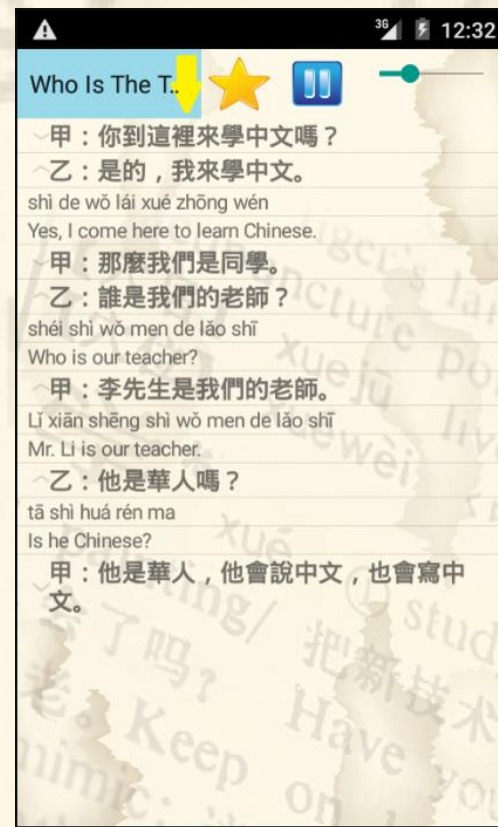 3G 12:32
Who Is The T..
甲：你到這裡來學中文嗎？
乙：是的，我來學中文。
shì de wǒ lái xué zhōng wén
Yes, I come here to learn Chinese.
甲：那麼我們是同學。
乙：誰是我們的老師？
shéi shì wǒ men de lǎo shī
Who is our teacher?
甲：李先生是我們的老師。
Lǐ xiān shēng shì wǒ men de lǎo shī
Mr. Li is our teacher.
乙：他是華人嗎？
tā shì huá rén ma
Is he Chinese?
甲：他是華人，他會說中文，也會寫中
文。